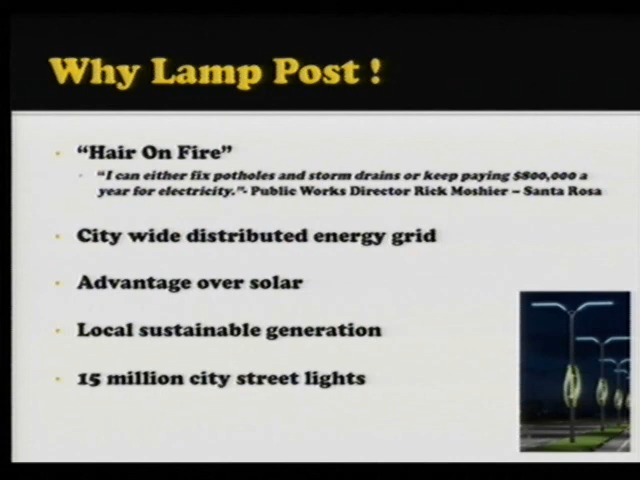 Why Lamp Post !
“Hair On Fire”
“I can either fix potholes and storm drains or keep paying $800,000 a
year for electricity.”- Public Works Director Rick Moshier – Santa Rosa
City wide distributed energy grid
Advantage over solar
Local sustainable generation
15 million city street lights